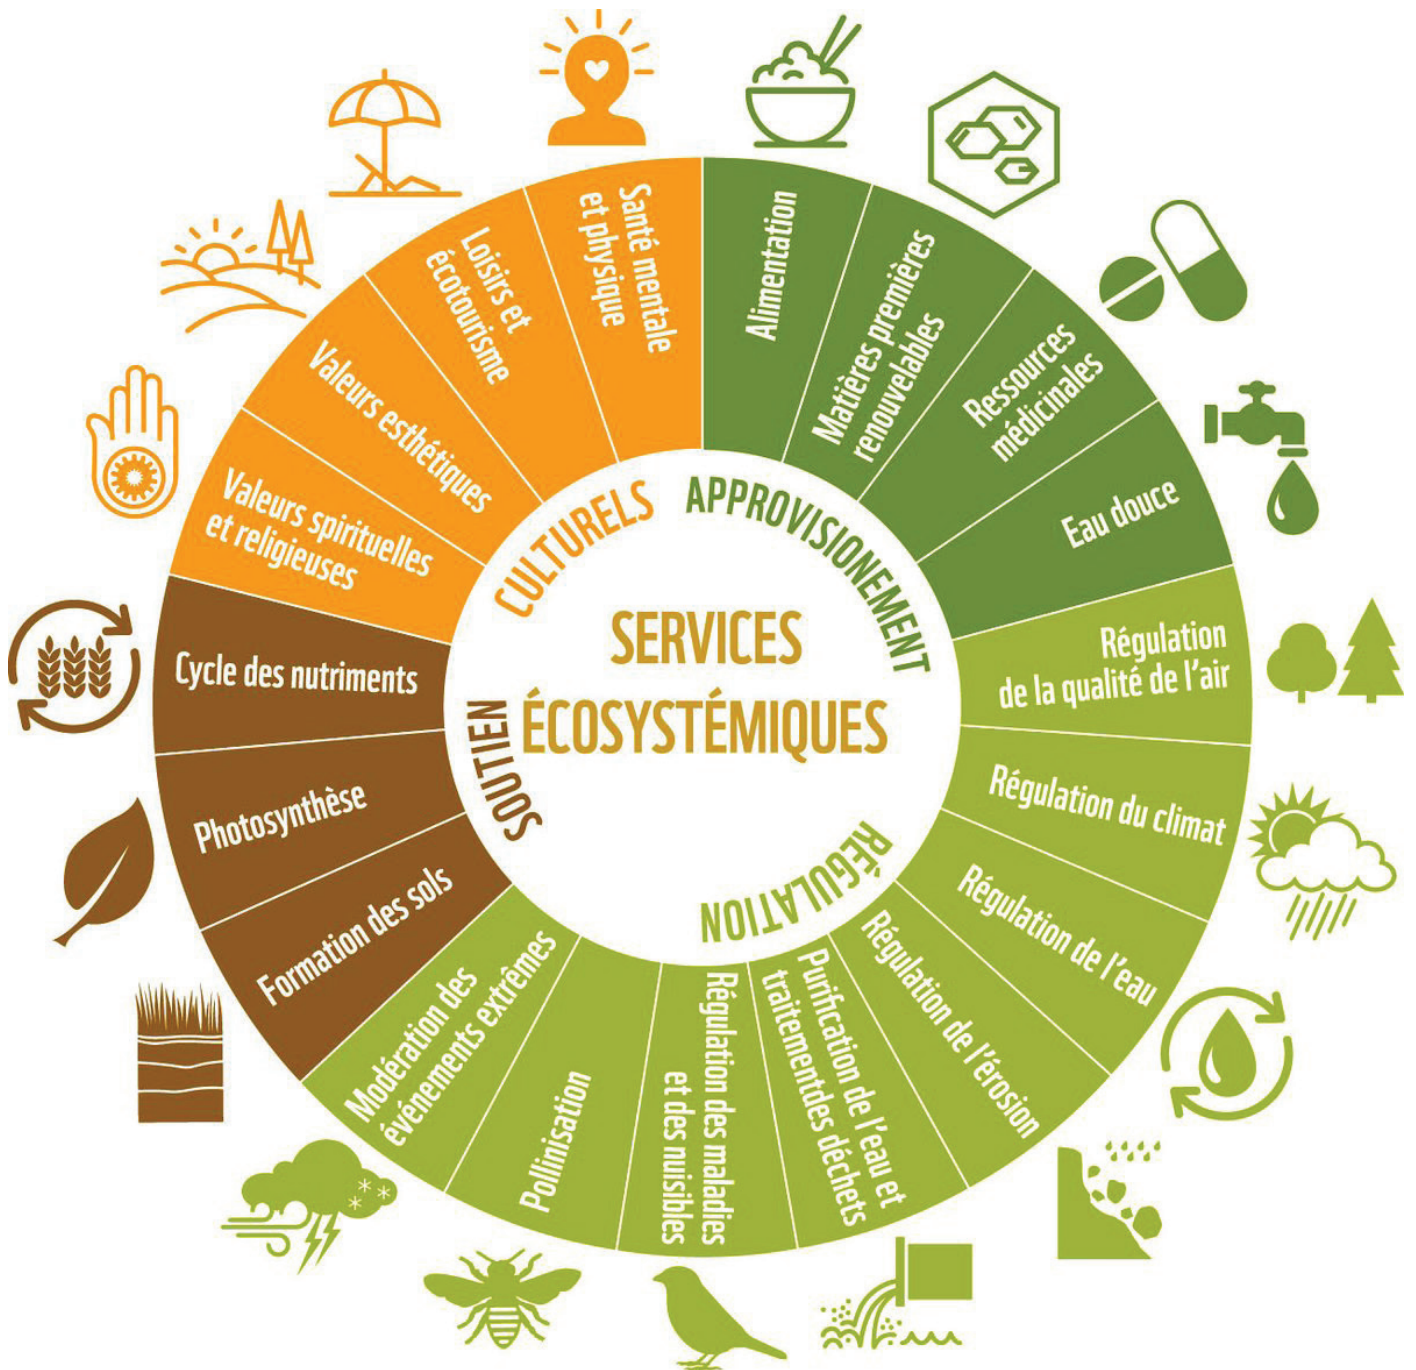 SERVICES
ÉCOSYSTÉMIQUES
APPROVISIONEMENT
Alimentation
Matières premières
renouvelables
Ressources
médicinales
Eau douce
RÉGULATION
Régulation
de la qualité de l'air
Régulation du climat
Régulation de l'eau
Régulation de l'érosion
Purification de l'eau et
traitementdes déchets
Régulation des maladies
et des nuisibles
Pollinisation
Modération des
événements extrêmes
SOUTIEN
Formation des sols
Photosynthèse
Cycle des nutriments
CULTURELS
Valeurs spirituelles
et religieuses
Valeurs esthétiques
Loisirs et
écotourisme
Santé mentale
et physique